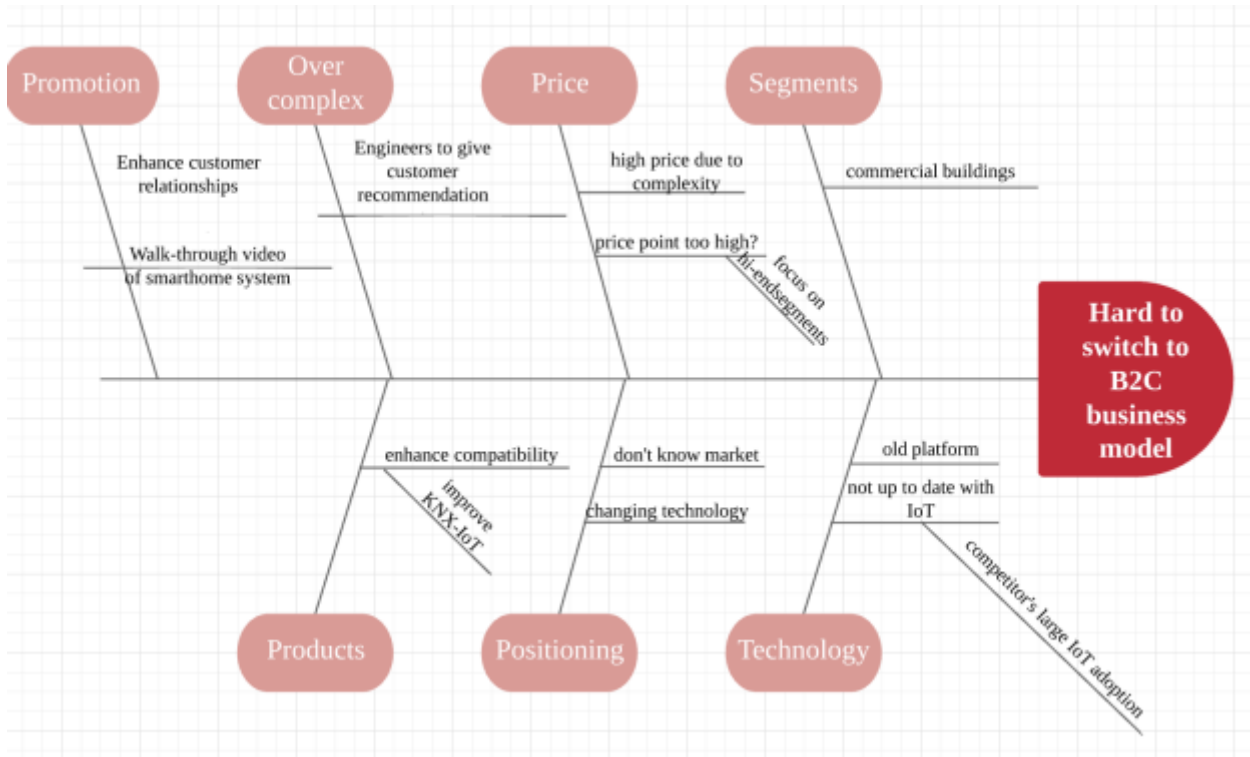 Promotion
Over
complex
Price
Segments
Enhance customer
relationships
Engineers to give
customer
recommendation
high price due to
complexity
commercial buildings
Walk-through video
of smarthome system
price point too high?
focus on
hi-endsegments
Hard to
switch to
B2C
business
model
enhance compatibility
improve
KNX-IoT
don't know market
changing technology
old platform
not up to date with
IoT
competitor's large IoT adoption
Products
Positioning
Technology